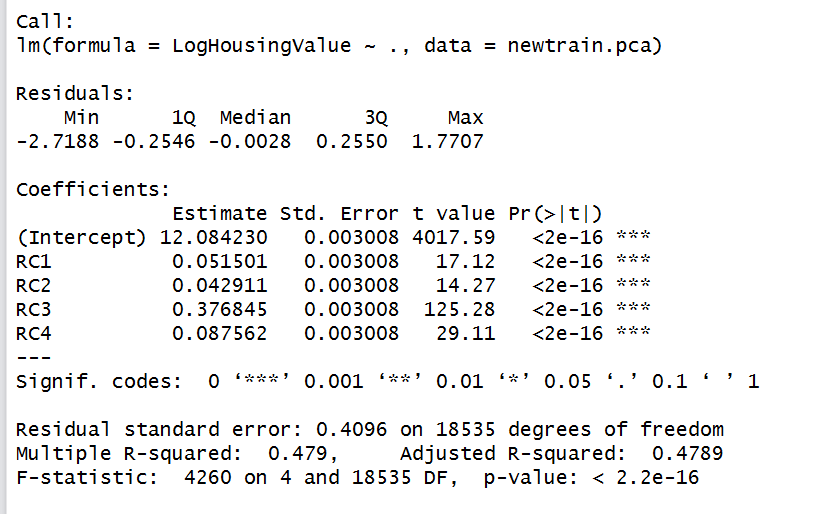 Call:
lm(formula = LogHousingValue ~ ., data = newtrain.pca)
Residuals:
Min 1Q Median 3Q Max
-2.7188 -0.2546 -0.0028 0.2550 1.7707
Coefficients:
Estimate Std. Error t value Pr(>|t|)
(Intercept) 12.084230 0.003008 4017.59 <2e-16 ***
RC1 0.051501 0.003008 17.12 <2e-16 ***
RC2 0.042911 0.003008 14.27 <2e-16 ***
RC3 0.376845 0.003008 125.28 <2e-16 ***
RC4 0.087562 0.003008 29.11 <2e-16 ***
---
Signif. codes: 0 ‘***’ 0.001 ‘**’ 0.01 ‘*’ 0.05 ‘.’ 0.1 ‘ ’ 1
Residual standard error: 0.4096 on 18535 degrees of freedom
Multiple R-squared: 0.479, Adjusted R-squared: 0.4789
F-statistic: 4260 on 4 and 18535 DF, p-value: < 2.2e-16